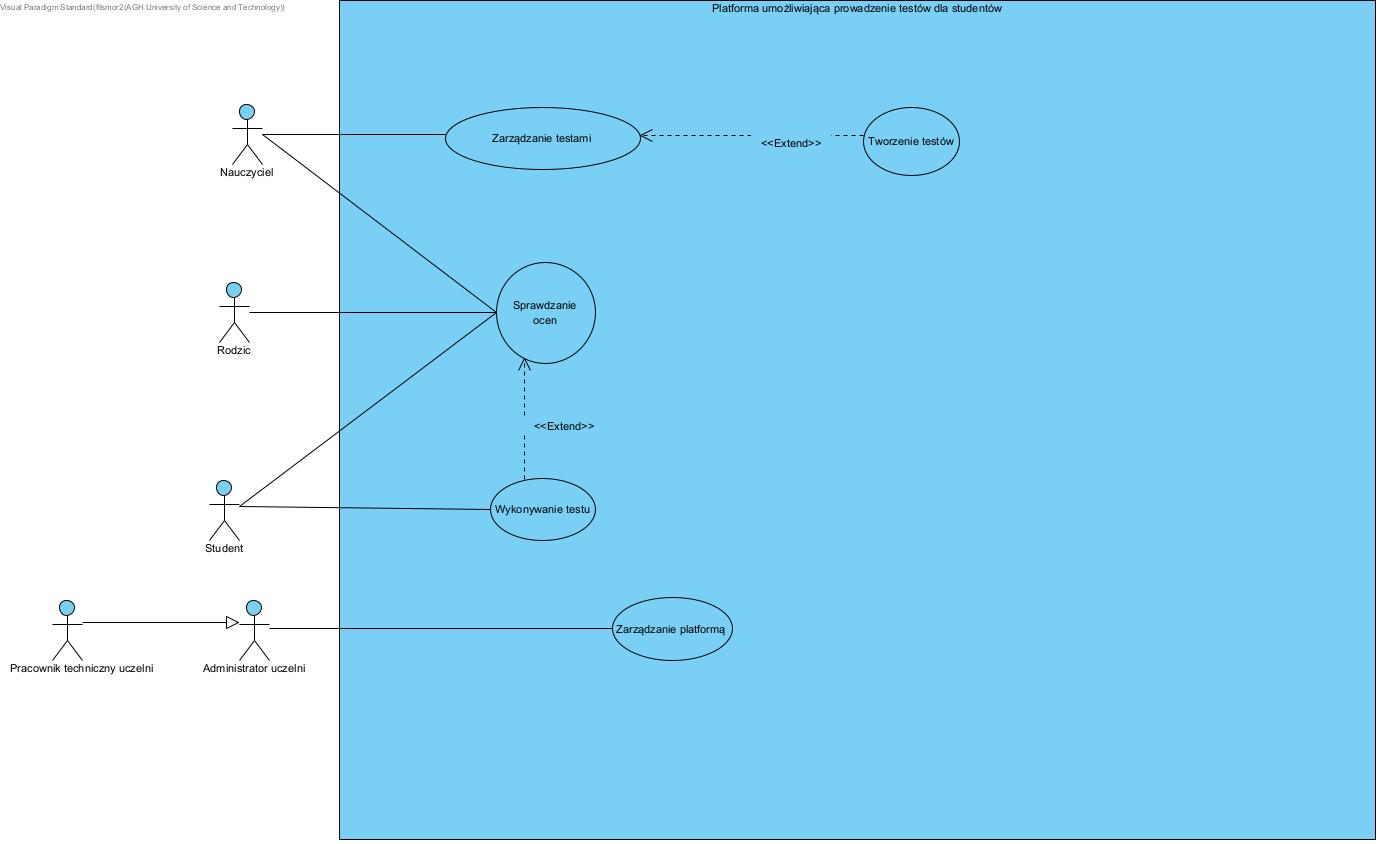 Visual Paradigm Standard(filsmor2(AGH University of Science and Technology))
Platforma umożliwiająca prowadzenie testów dla studentów
Nauczyciel
Zarządzanie testami
<<Extend>>
Tworzenie testów
Rodzic
Sprawdzanie
ocen
<<Extend>>
Student
Wykonywanie testu
Pracownik techniczny uczelni
Administrator uczelni
Zarządzanie platformą